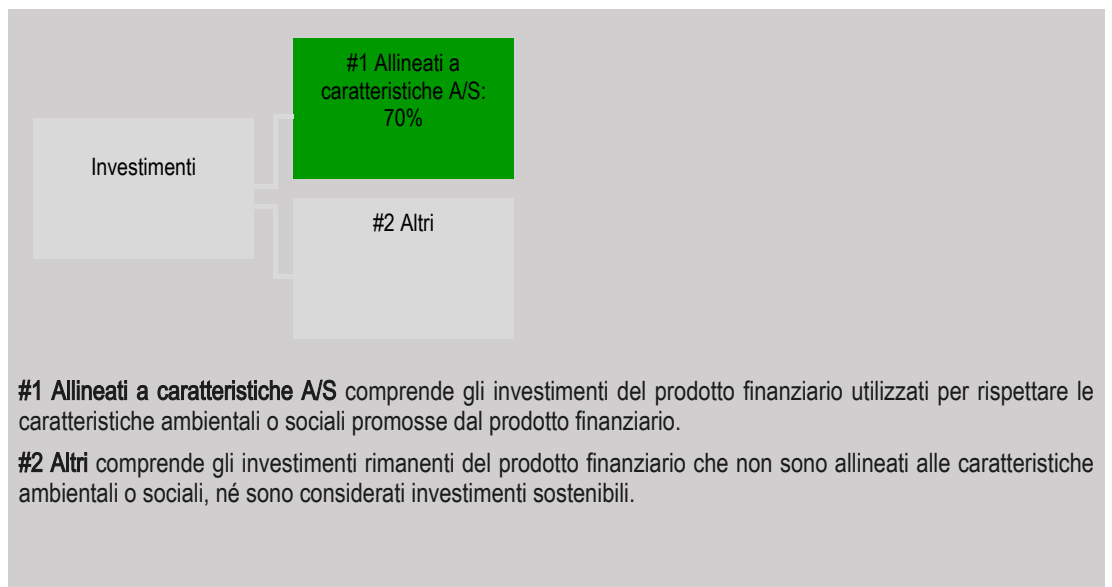 #1 Allineati a
caratteristiche A/S:
70%
Investimenti
#2 Altri
#1 Allineati a caratteristiche A/S comprende gli investimenti del prodotto finanziario utilizzati per rispettare le
caratteristiche ambientali o sociali promosse dal prodotto finanziario.
#2 Altri comprende gli investimenti rimanenti del prodotto finanziario che non sono allineati alle caratteristiche
ambientali o sociali, né sono considerati investimenti sostenibili.